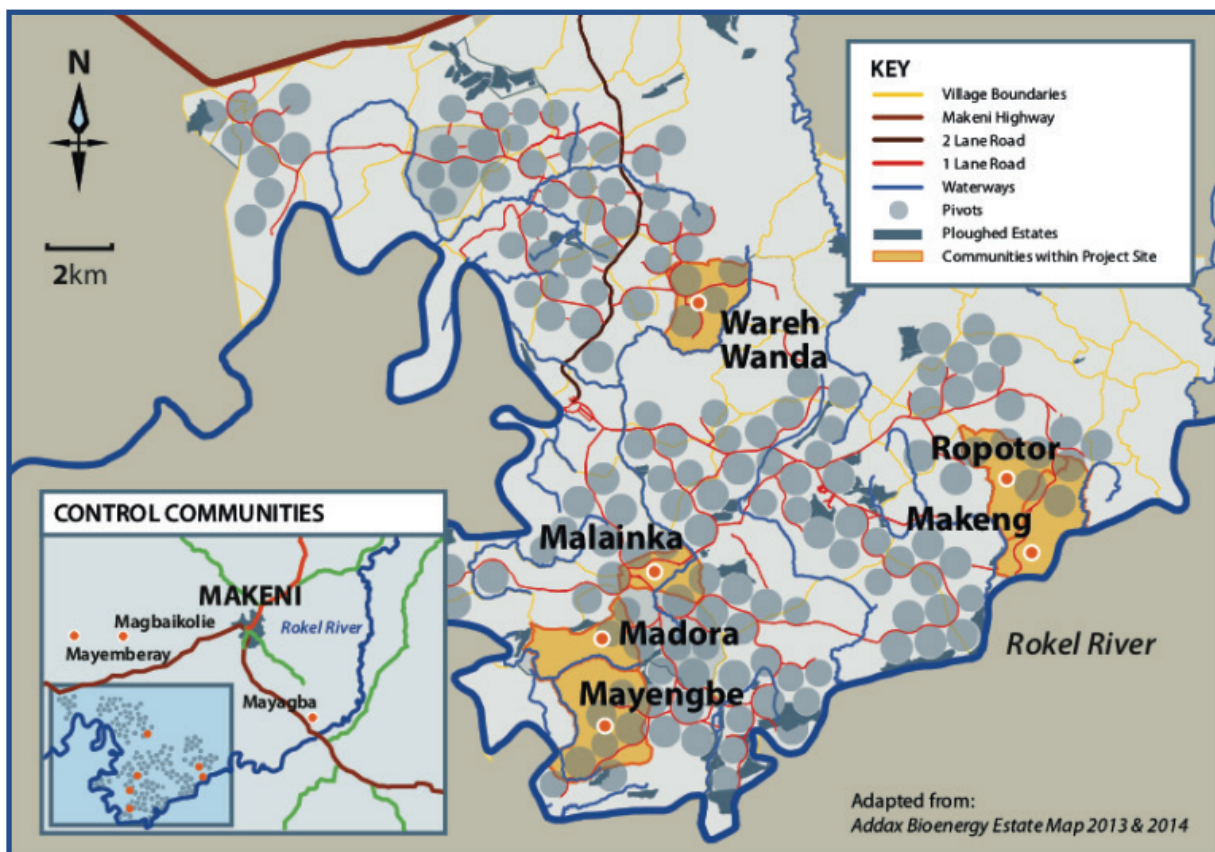 N
2km
KEY
Village Boundaries
Makeni Highway
2 Lane Road
1 Lane Road
Waterways
Pivots
Ploughed Estates
Communities within Project Site
Wareh
Wanda
Ropotor
Makeng
Malainka
Madora
Mayengbe
Rokel River
CONTROL COMMUNITIES
MAKENI
Magbaikolie
Rokel River
Mayemberay
Mayagba
Adapted from:
Addax Bioenergy Estate Map 2013 & 2014